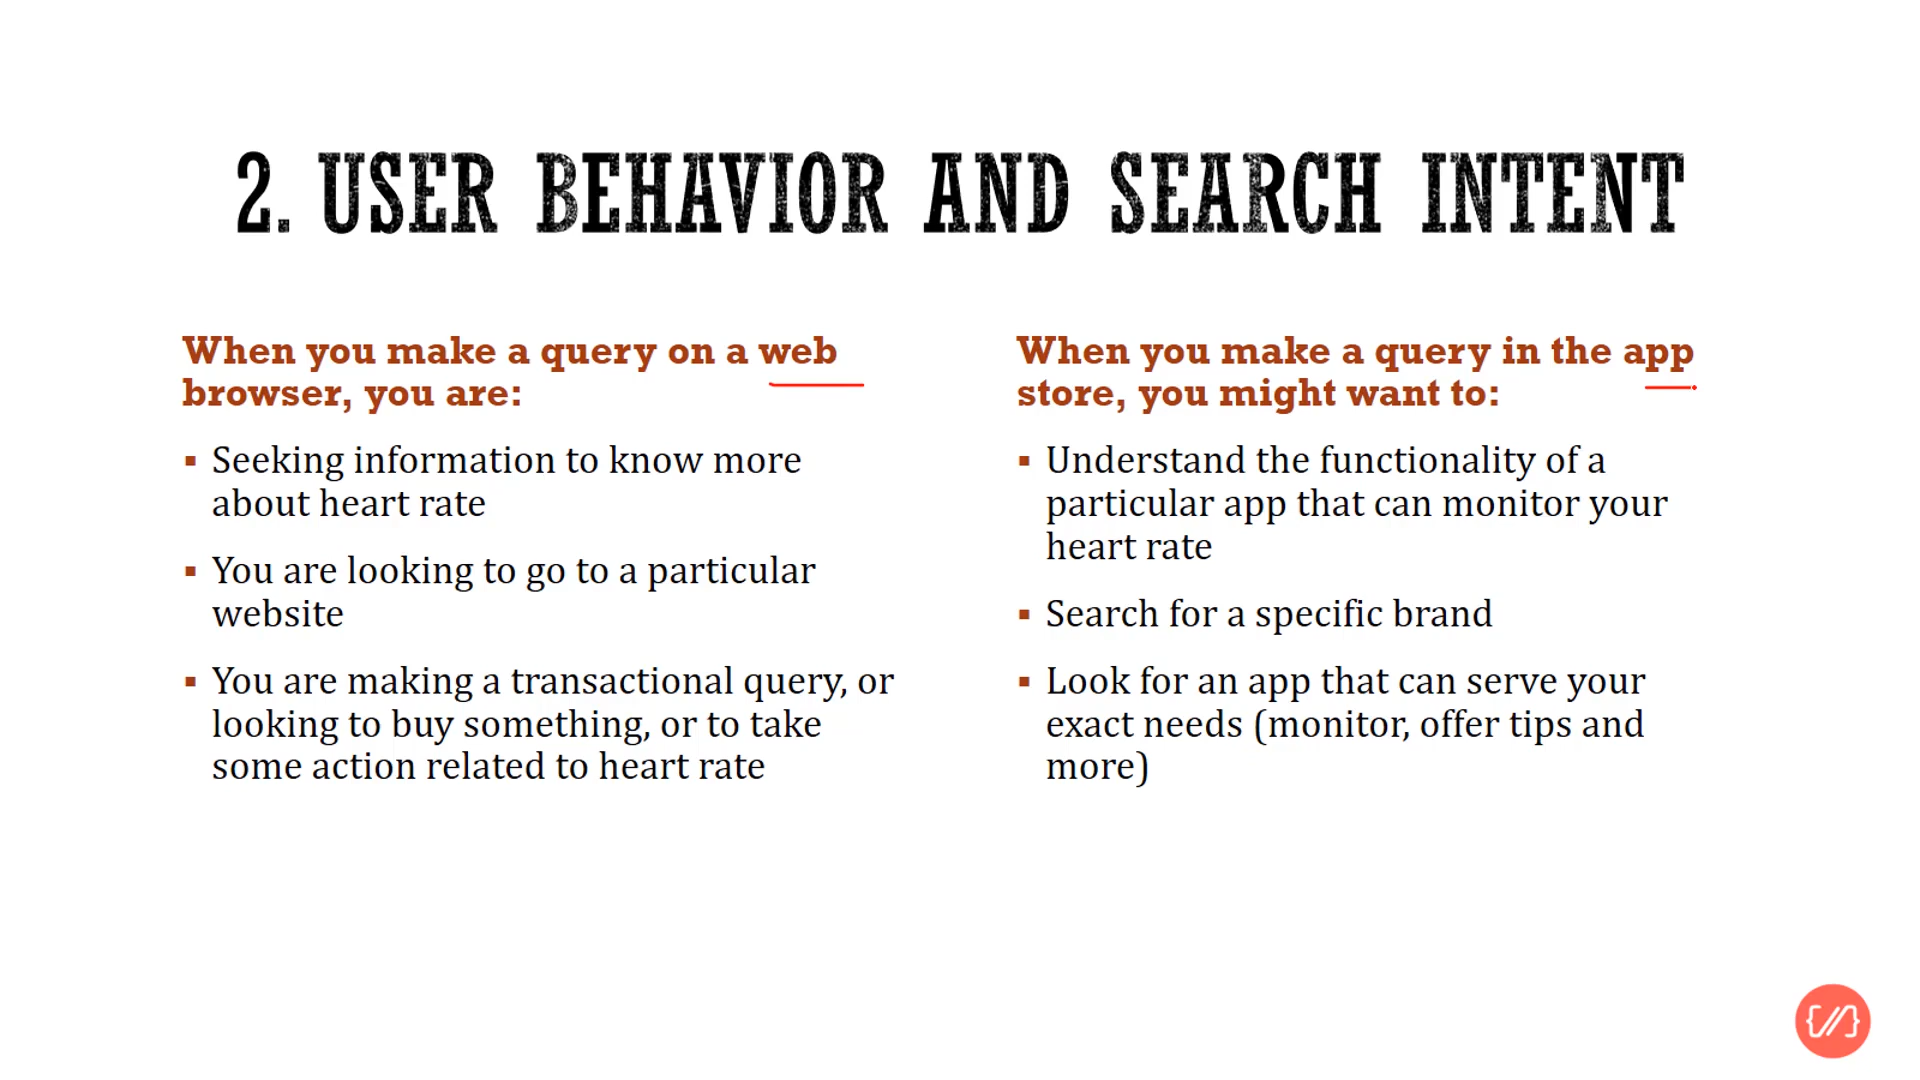 2. USER BEHAVIOR AND SEARCH INTENT
When you make a query on a web
browser, you are:
▪ Seeking information to know more
about heart rate
▪ You are looking to go to a particular
website
▪ You are making a transactional query, or
looking to buy something, or to take
some action related to heart rate
When you make a query in the app
store, you might want to:
▪ Understand the functionality of a
particular app that can monitor your
heart rate
▪ Search for a specific brand
▪ Look for an app that can serve your
exact needs (monitor, offer tips and
more)
{//}